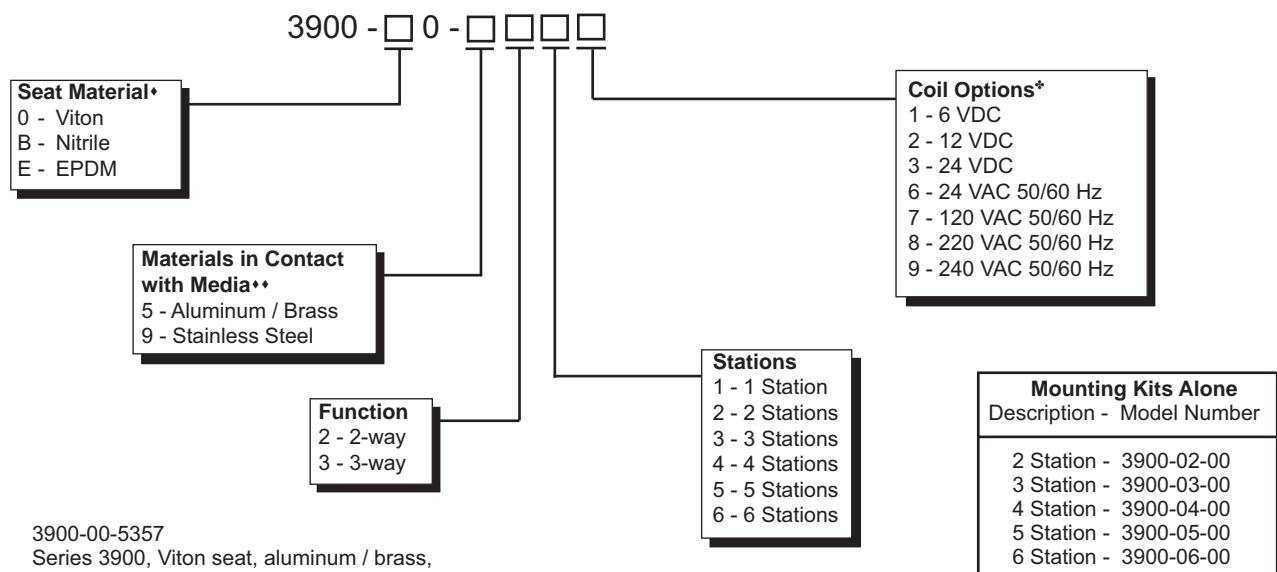 3900 - □ 0 - □ □ □ □
Seat Material♦
0 - Viton
B - Nitrile
E - EPDM
Coil Options✤
1 - 6 VDC
2 - 12 VDC
3 - 24 VDC
6 - 24 VAC 50/60 Hz
7 - 120 VAC 50/60 Hz
8 - 220 VAC 50/60 Hz
9 - 240 VAC 50/60 Hz
Materials in Contact
with Media♦♦
5 - Aluminum / Brass
9 - Stainless Steel
Stations
1 - 1 Station
2 - 2 Stations
3 - 3 Stations
4 - 4 Stations
5 - 5 Stations
6 - 6 Stations
Function
2 - 2-way
3 - 3-way
Mounting Kits Alone
Description - Model Number
2 Station - 3900-02-00
3 Station - 3900-03-00
4 Station - 3900-04-00
5 Station - 3900-05-00
6 Station - 3900-06-00
3900-00-5357
Series 3900, Viton seat, aluminum / brass,